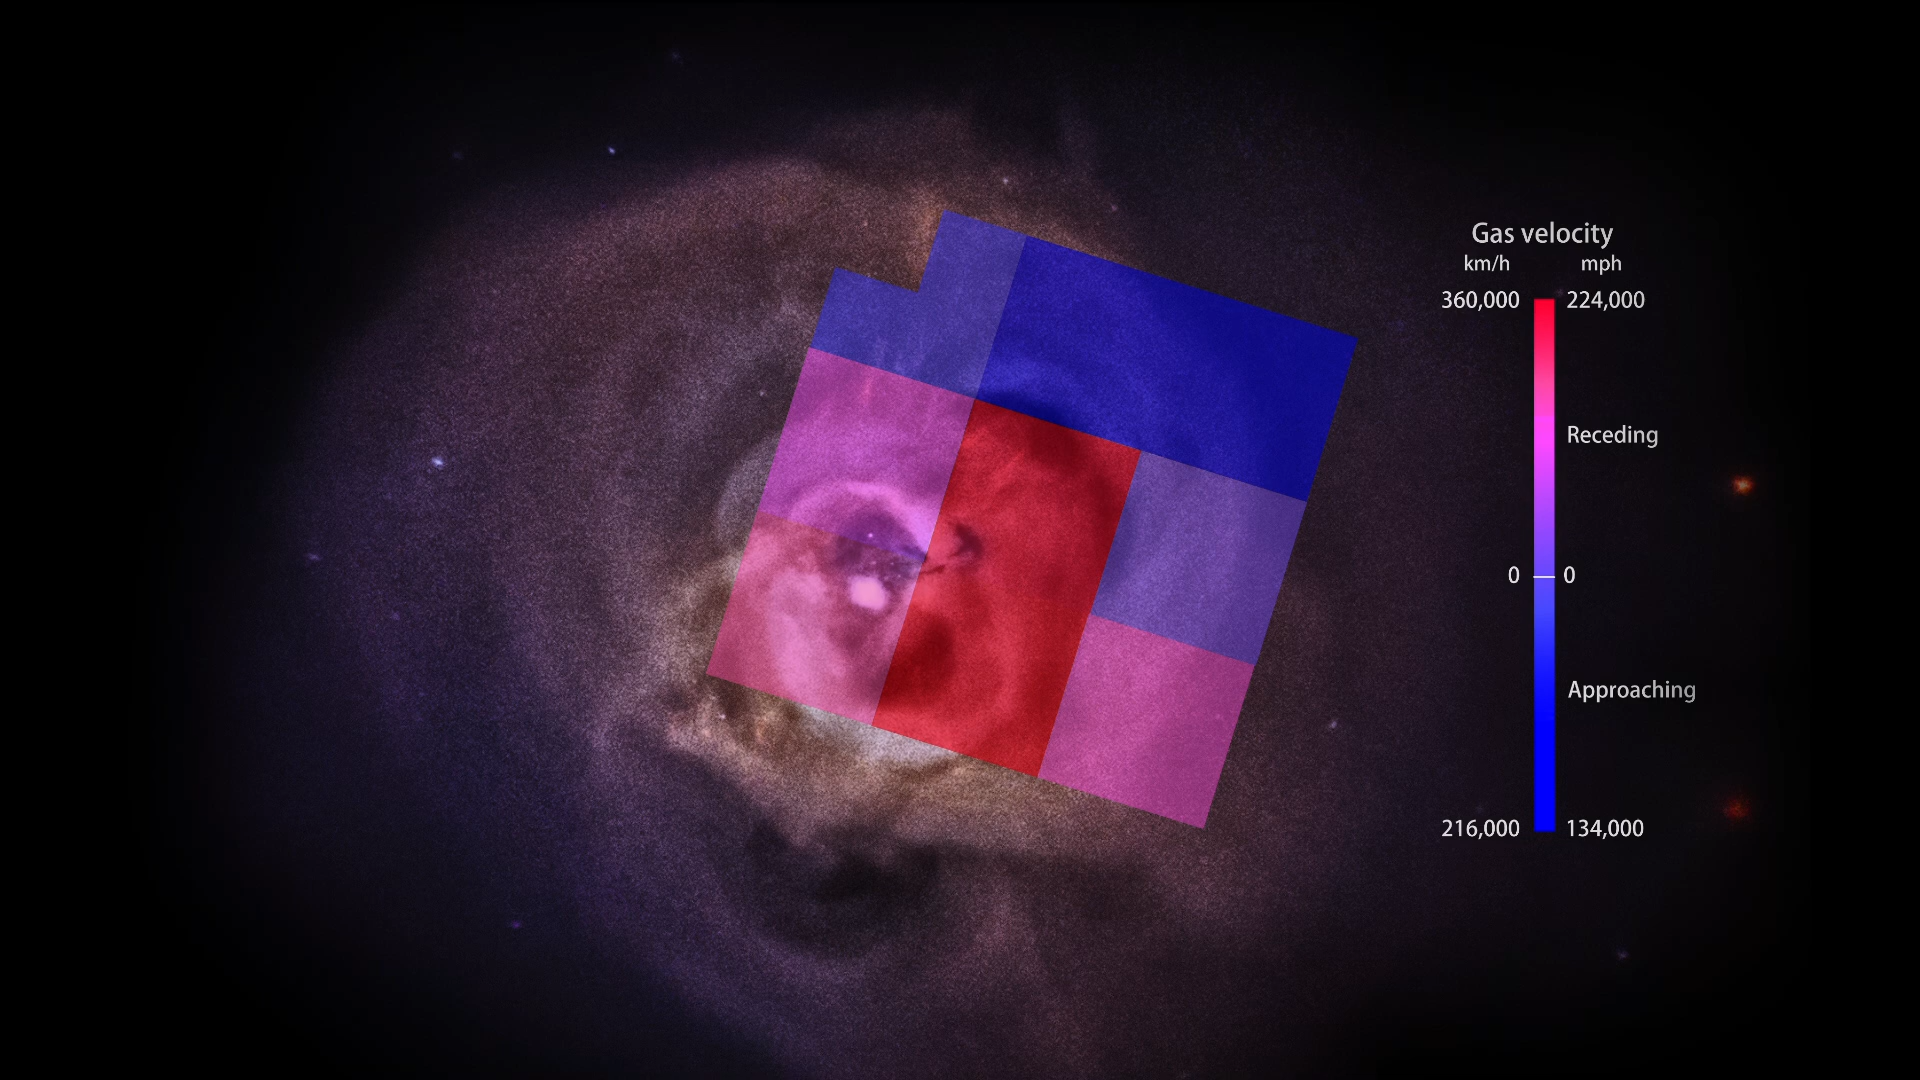 Gas velocity
km/h mph
360,000 224,000
Receding
0 0
Approaching
216,000 134,000